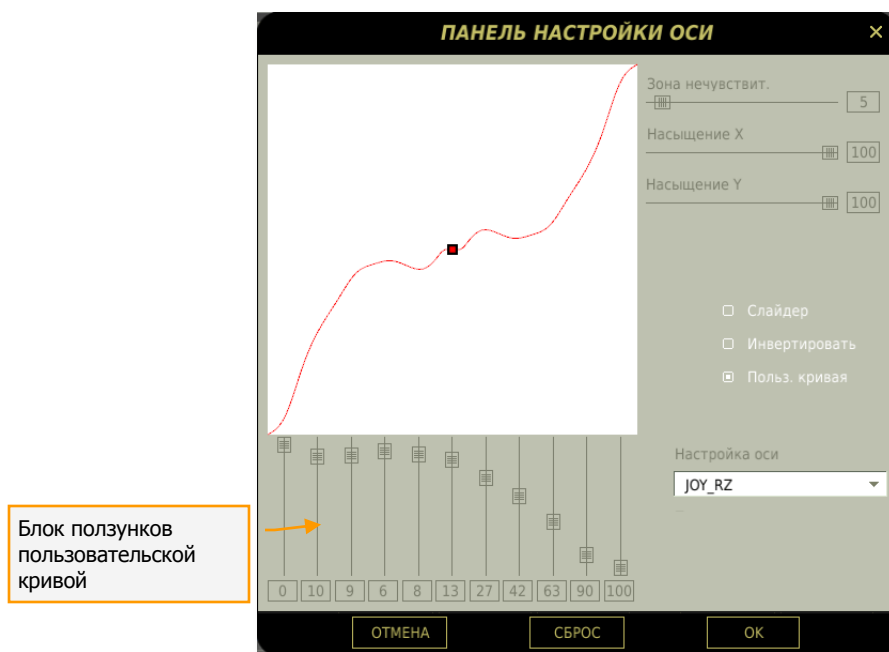 ПАНЕЛЬ НАСТРОЙКИ ОСИ ×
Зона нечувствит.
5
Насыщение X
100
Насыщение Y
100
Слайдер
Инвертировать
Польз. кривая
Настройка оси
JOY_RZ
Блок ползунков
пользовательской
кривой
0 10 9 6 8 13 27 42 63 90 100
ОТМЕНА СБРОС OK